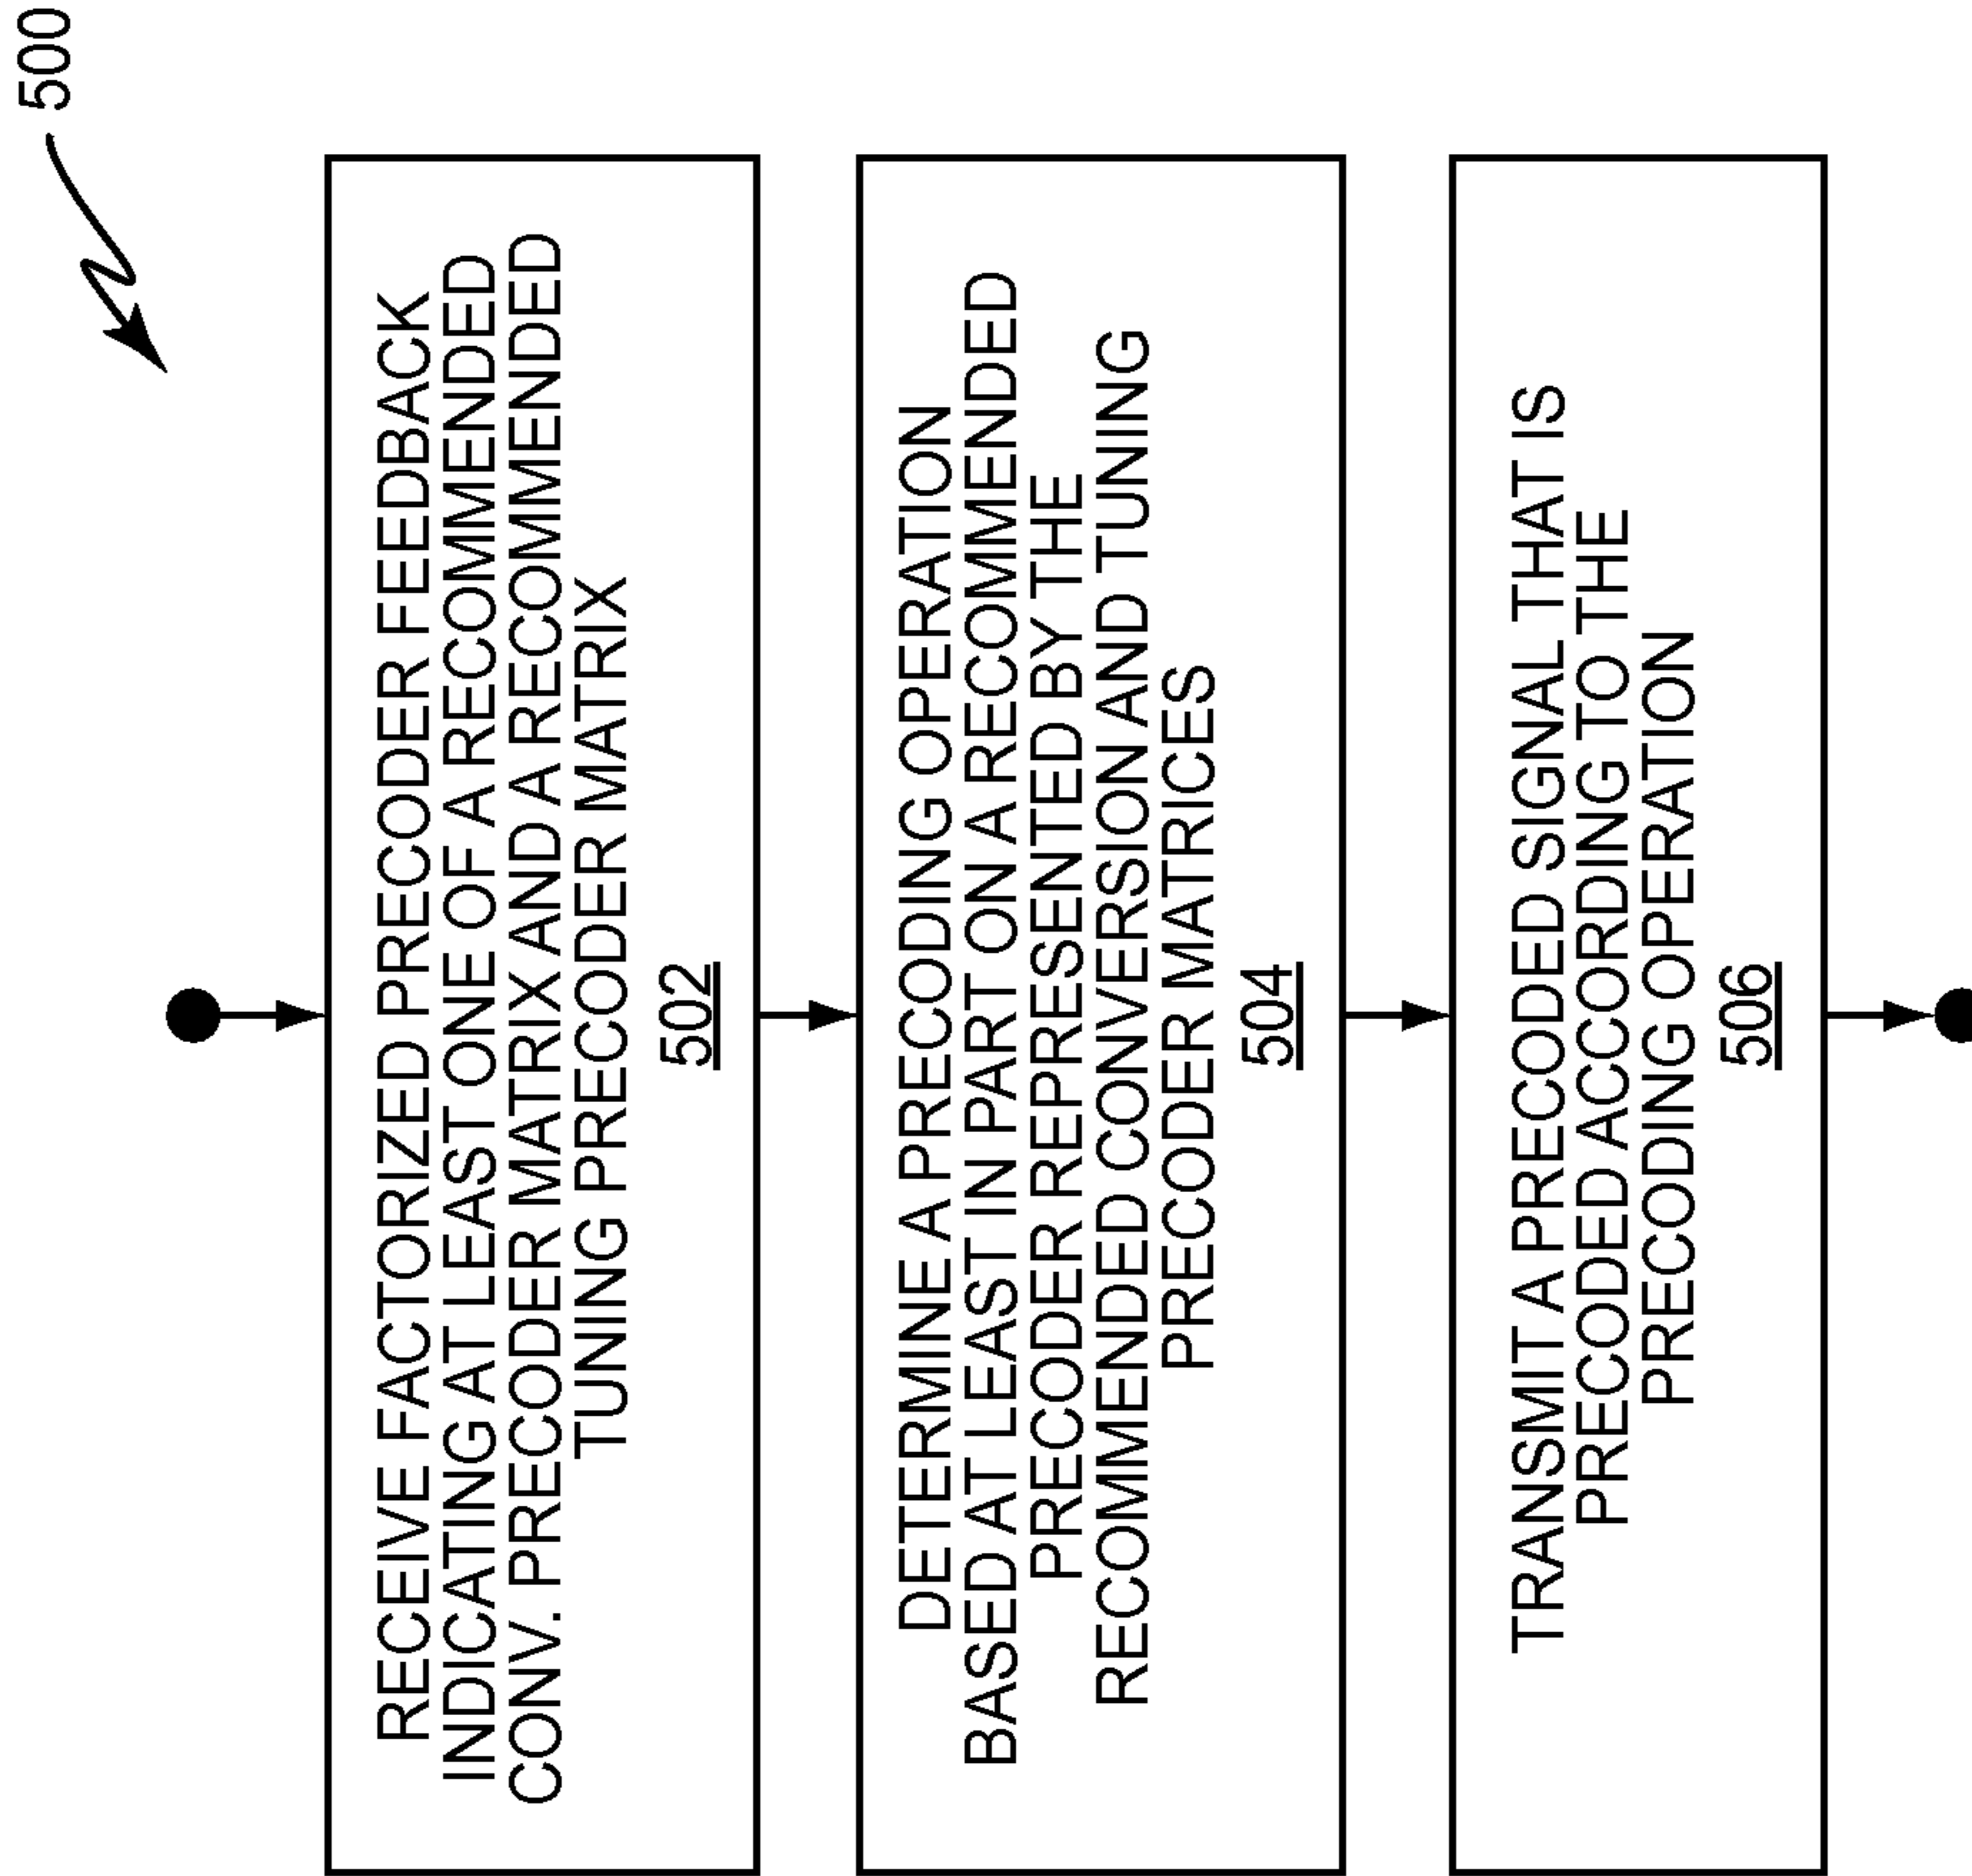 500
RECEIVE FACTORIZED PRECODER FEEDBACK
INDICATING AT LEAST ONE OF A RECOMMENDED
CONV. PRECODER MATRIX AND A RECOMMENDED
TUNING PRECODER MATRIX
502
DETERMINE A PRECODING OPERATION
BASED AT LEAST IN PART ON A RECOMMENDED
PRECODER REPRESENTED BY THE
RECOMMENDED CONVERSION AND TUNING
PRECODER MATRICES
504
TRANSMIT A PRECODED SIGNAL THAT IS
PRECODED ACCORDING TO THE
PRECODING OPERATION
506